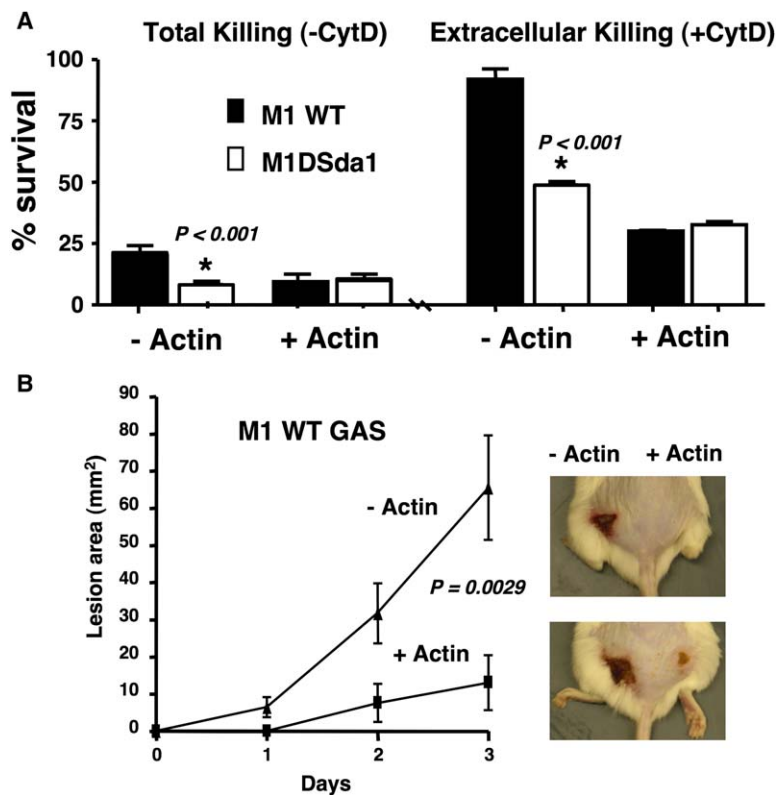 A
Total Killing (-CytD)
Extracellular Killing (+CytD)
% survival
100
75
50
25
0
M1 WT
M1DSda1
P < 0.001
*
P < 0.001
*
- Actin
+ Actin
- Actin
+ Actin
B
M1 WT GAS
Lesion area (mm²)
90
80
70
60
50
40
30
20
10
0
- Actin
P = 0.0029
+ Actin
0
1
2
3
Days
- Actin + Actin